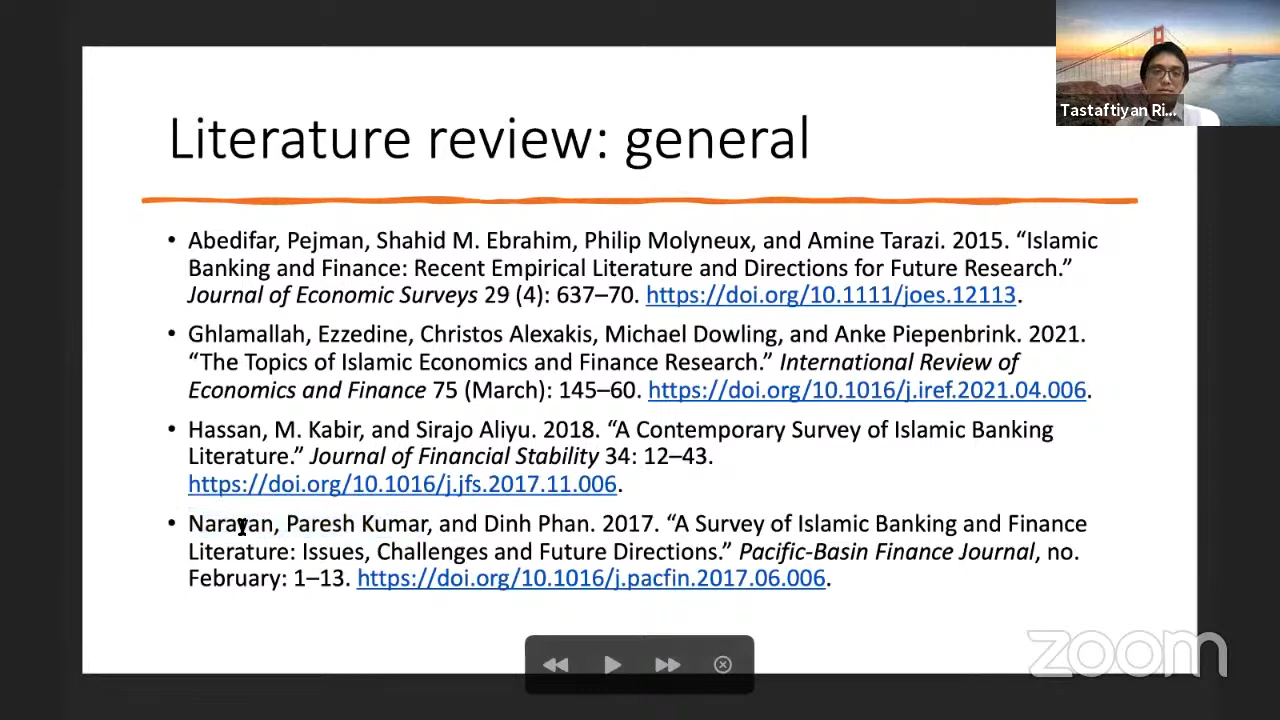 Tastaftiyan Ri...
Literature review: general
• Abedifar, Pejman, Shahid M. Ebrahim, Philip Molyneux, and Amine Tarazi. 2015. “Islamic
Banking and Finance: Recent Empirical Literature and Directions for Future Research.”
Journal of Economic Surveys 29 (4): 637–70. https://doi.org/10.1111/joes.12113.
• Ghlamallah, Ezzedine, Christos Alexakis, Michael Dowling, and Anke Piepenbrink. 2021.
“The Topics of Islamic Economics and Finance Research.” International Review of
Economics and Finance 75 (March): 145–60. https://doi.org/10.1016/j.iref.2021.04.006.
• Hassan, M. Kabir, and Sirajo Aliyu. 2018. “A Contemporary Survey of Islamic Banking
Literature.” Journal of Financial Stability 34: 12–43.
https://doi.org/10.1016/j.jfs.2017.11.006.
• Narayan, Paresh Kumar, and Dinh Phan. 2017. “A Survey of Islamic Banking and Finance
Literature: Issues, Challenges and Future Directions.” Pacific-Basin Finance Journal, no.
February: 1–13. https://doi.org/10.1016/j.pacfin.2017.06.006.
zoom